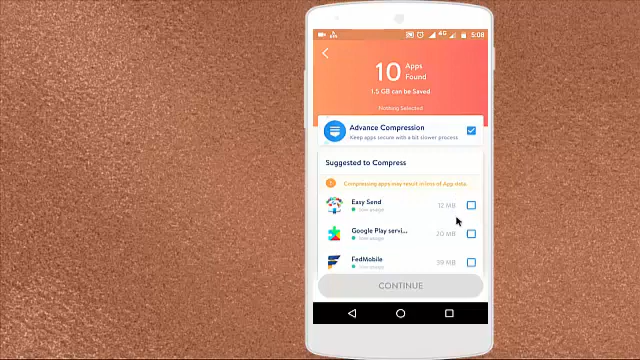 4G 5:08
10 Apps Found
1.5 GB can be Saved
Nothing Selected
Advance Compression
Keep apps secure with a bit slower process
Suggested to Compress
Compressing apps may result in loss of App data.
Easy Send 12 MB
Low usage
Google Play servi... 20 MB
Low usage
FedMobile 39 MB
Low usage
CONTINUE